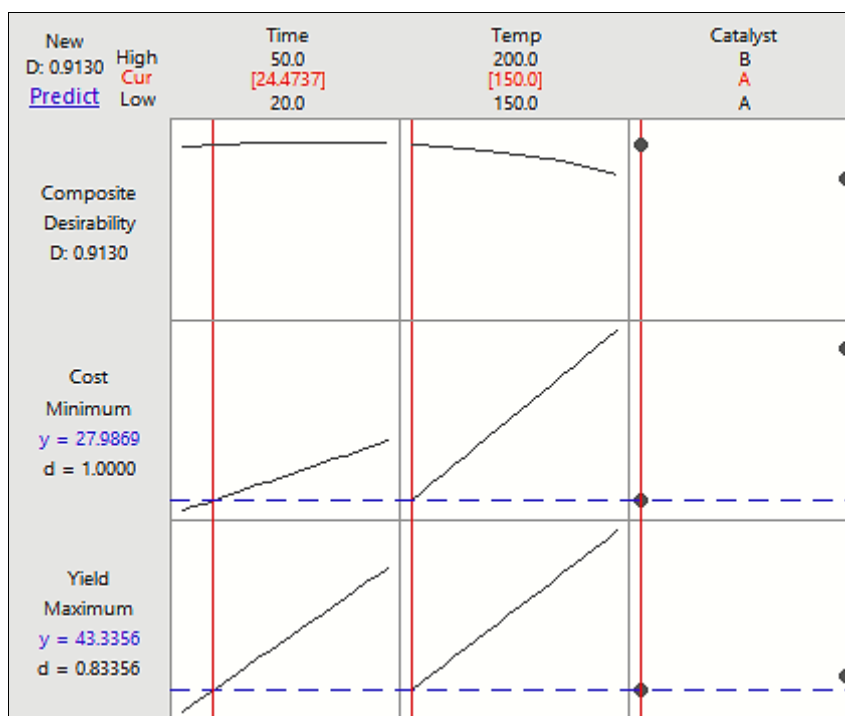 New
D: 0.9130
Predict
High
Cur
Low
Time
50.0
[24.4737]
20.0
Temp
200.0
[150.0]
150.0
Catalyst
B
A
A
Composite
Desirability
D: 0.9130
Cost
Minimum
y = 27.9869
d = 1.0000
Yield
Maximum
y = 43.3356
d = 0.83356